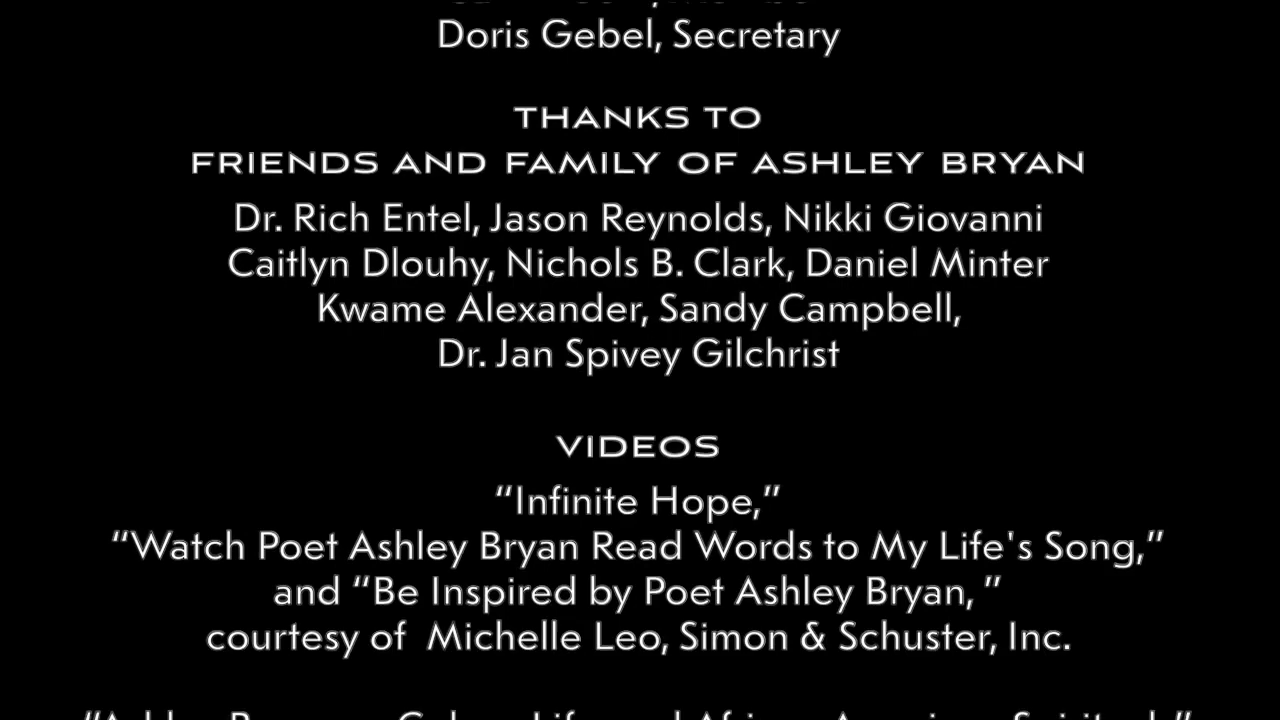 Doris Gebel, Secretary
THANKS TO
FRIENDS AND FAMILY OF ASHLEY BRYAN
Dr. Rich Entel, Jason Reynolds, Nikki Giovanni
Caitlyn Dlouhy, Nichols B. Clark, Daniel Minter
Kwame Alexander, Sandy Campbell,
Dr. Jan Spivey Gilchrist
VIDEOS
“Infinite Hope,”
“Watch Poet Ashley Bryan Read Words to My Life's Song,”
and “Be Inspired by Poet Ashley Bryan, ”
courtesy of  Michelle Leo, Simon & Schuster, Inc.